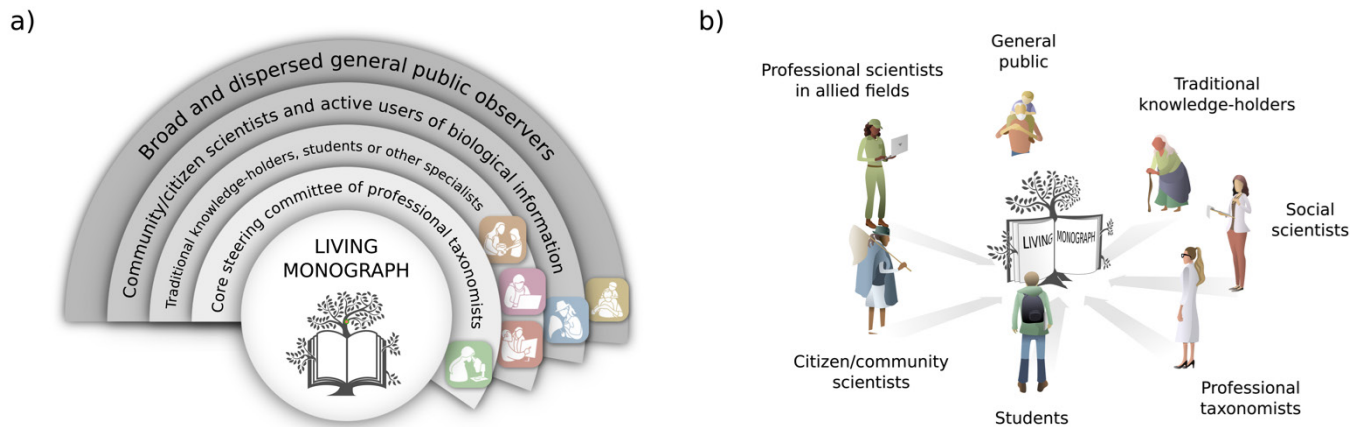 a)
Broad and dispersed general public observers
Community/citizen scientists and active users of biological information
Traditional knowledge-holders, students or other specialists
Core steering committee of professional taxonomists
LIVING
MONOGRAPH
b)
General
public
Professional scientists
in allied fields
Traditional
knowledge-holders
Social
scientists
LIVING MONOGRAPH
Citizen/community
scientists
Students
Professional
taxonomists